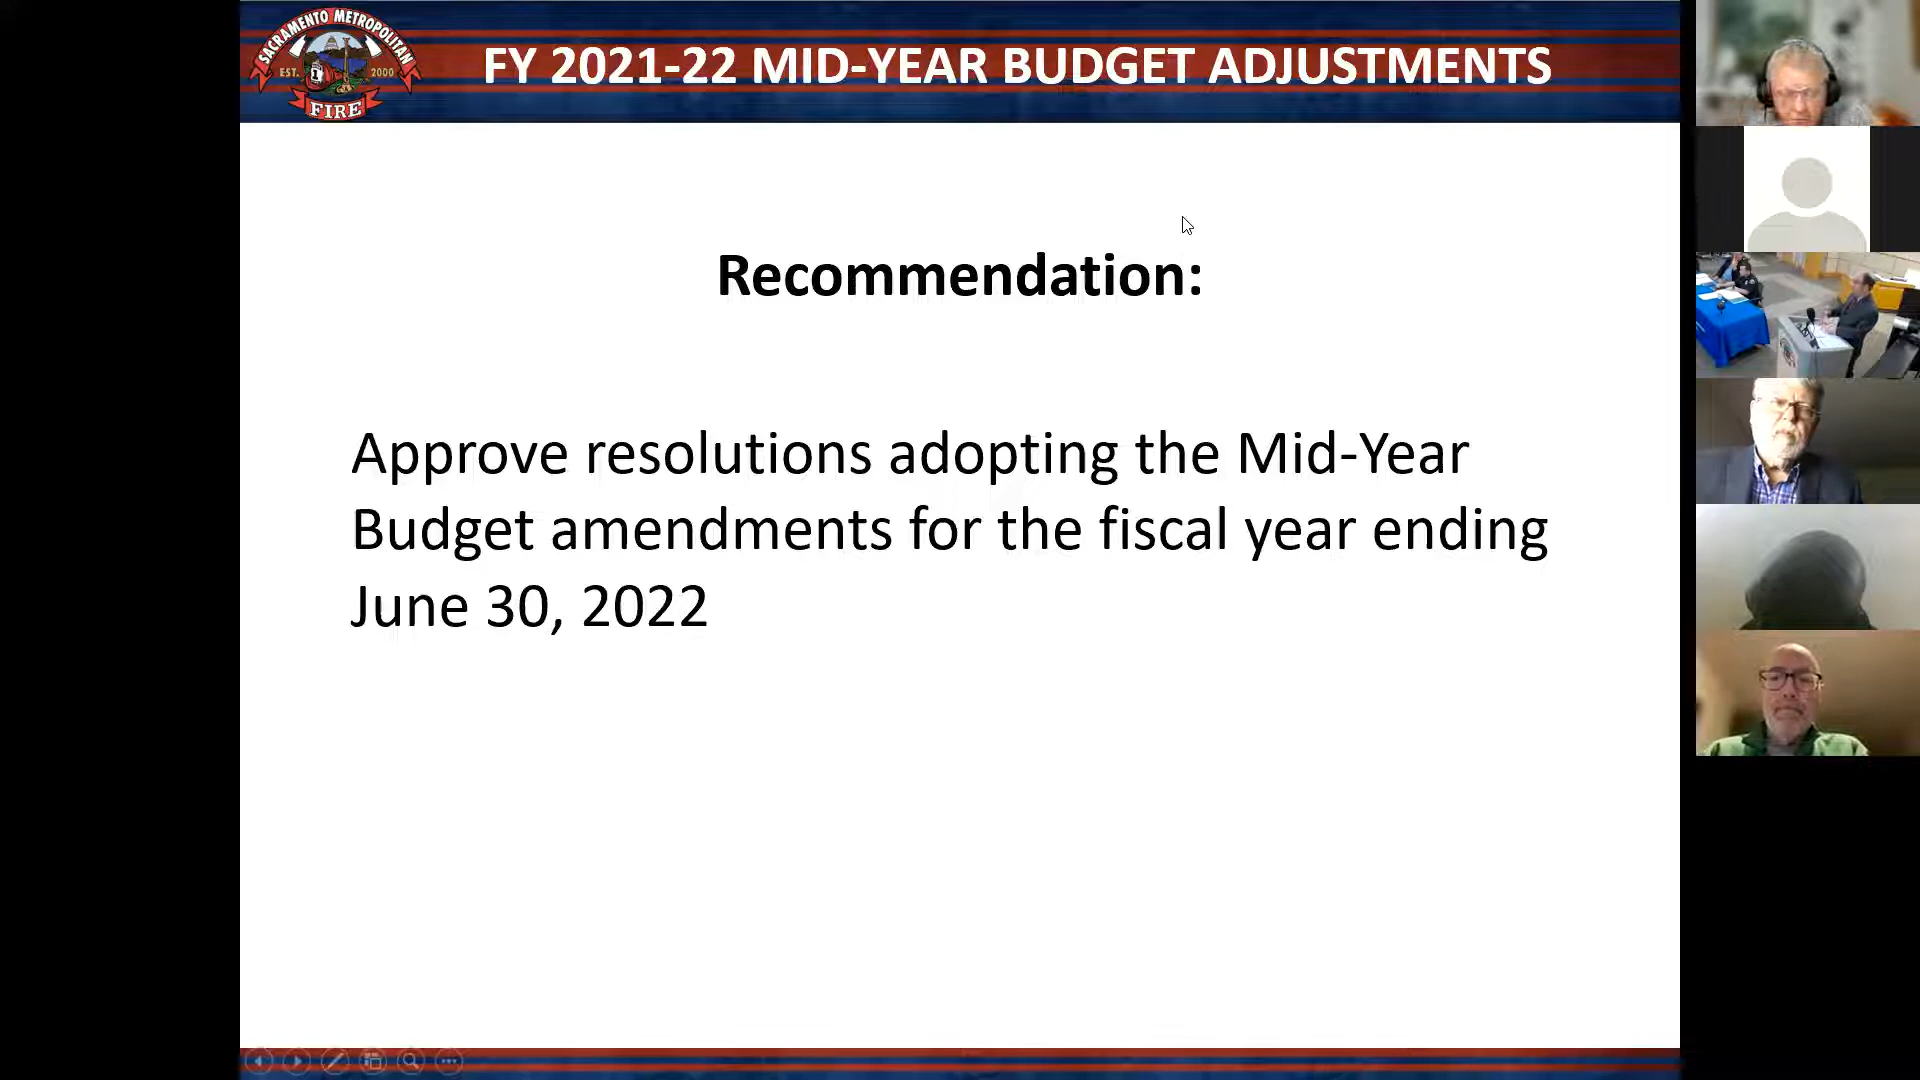 SACRAMENTO METROPOLITAN
EST. 2000
FIRE
FY 2021-22 MID-YEAR BUDGET ADJUSTMENTS
Recommendation:
Approve resolutions adopting the Mid-Year
Budget amendments for the fiscal year ending
June 30, 2022